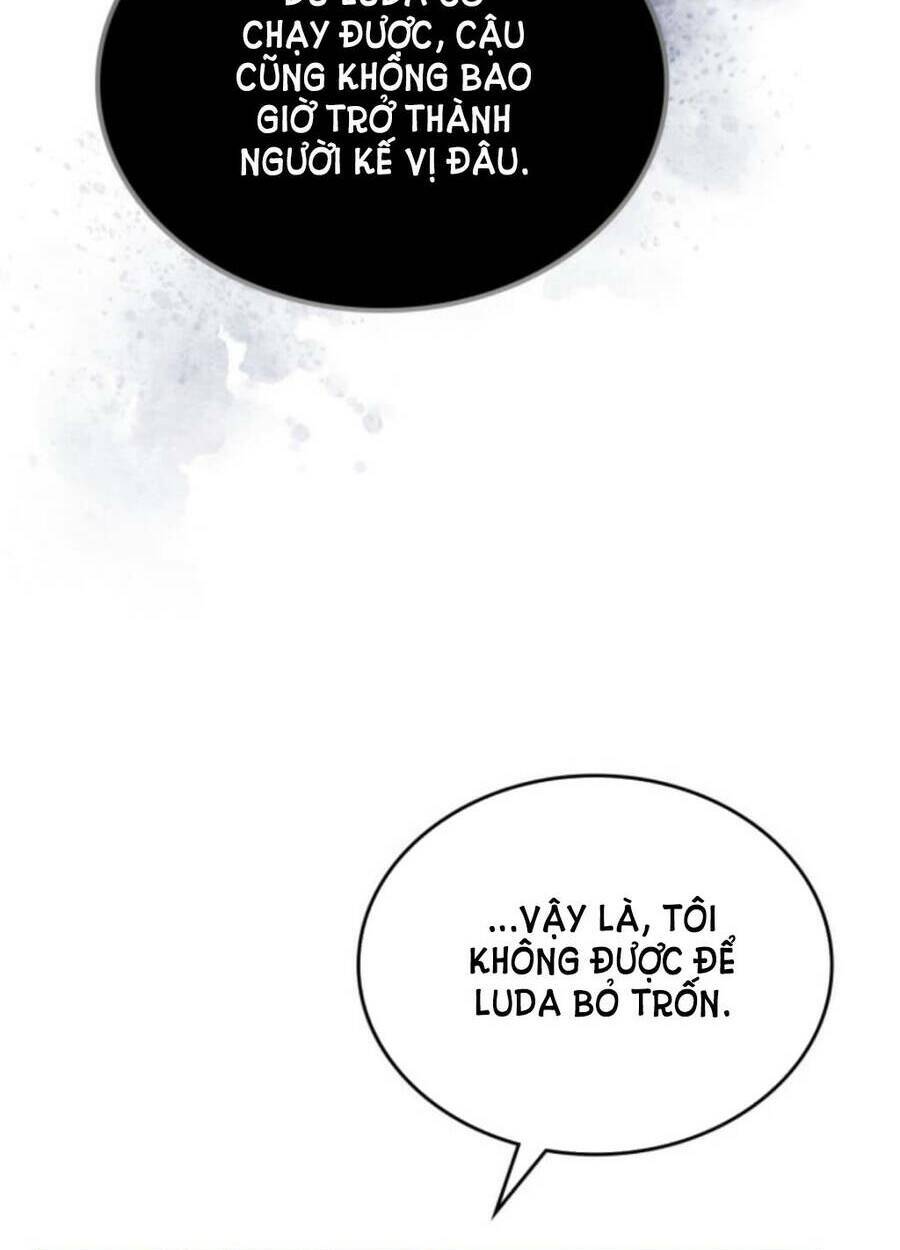 CHẠY ĐƯỢC, CẬU
CŨNG KHÔNG BAO
GIỜ TRỞ THÀNH
NGƯỜI KẾ VỊ ĐÂU.
...VẬY LÀ, TÔI
KHÔNG ĐƯỢC ĐỂ
LUDA BỎ TRỐN.